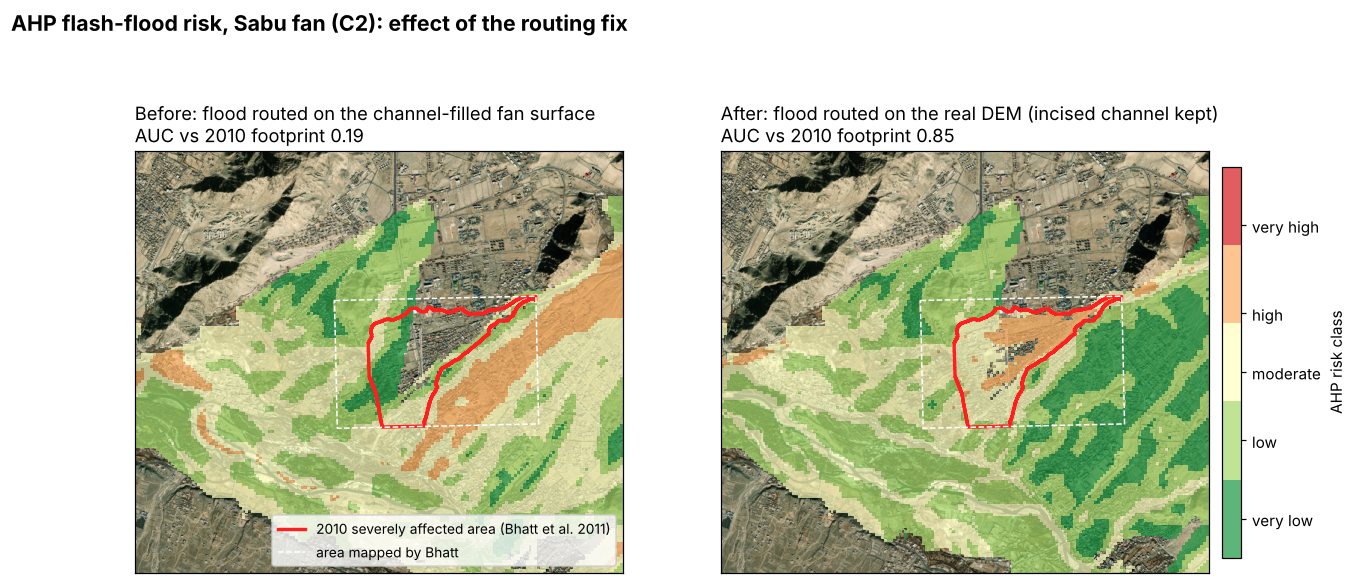 AHP flash-flood risk, Sabu fan (C2): effect of the routing fix
Before: flood routed on the channel-filled fan surface
AUC vs 2010 footprint 0.19
After: flood routed on the real DEM (incised channel kept)
AUC vs 2010 footprint 0.85
2010 severely affected area (Bhatt et al. 2011)
area mapped by Bhatt
very high
high
moderate
low
very low
AHP risk class